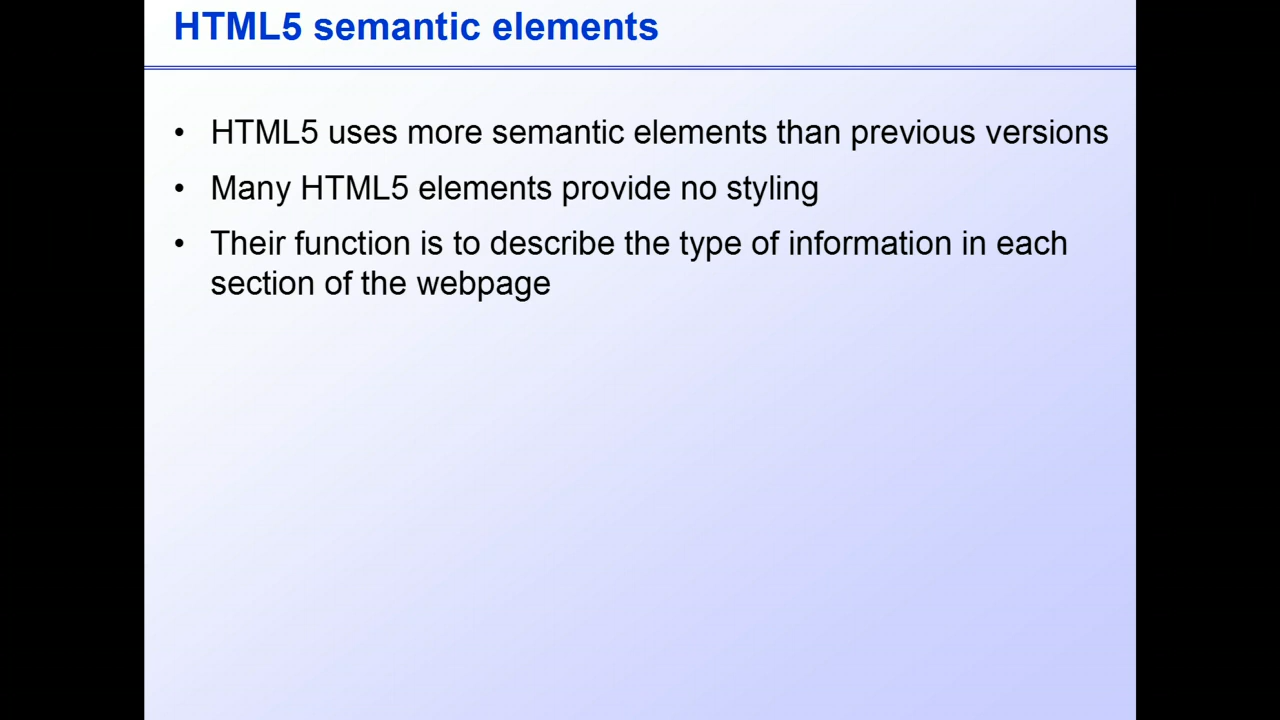 HTML5 semantic elements
• HTML5 uses more semantic elements than previous versions
• Many HTML5 elements provide no styling
• Their function is to describe the type of information in each
section of the webpage